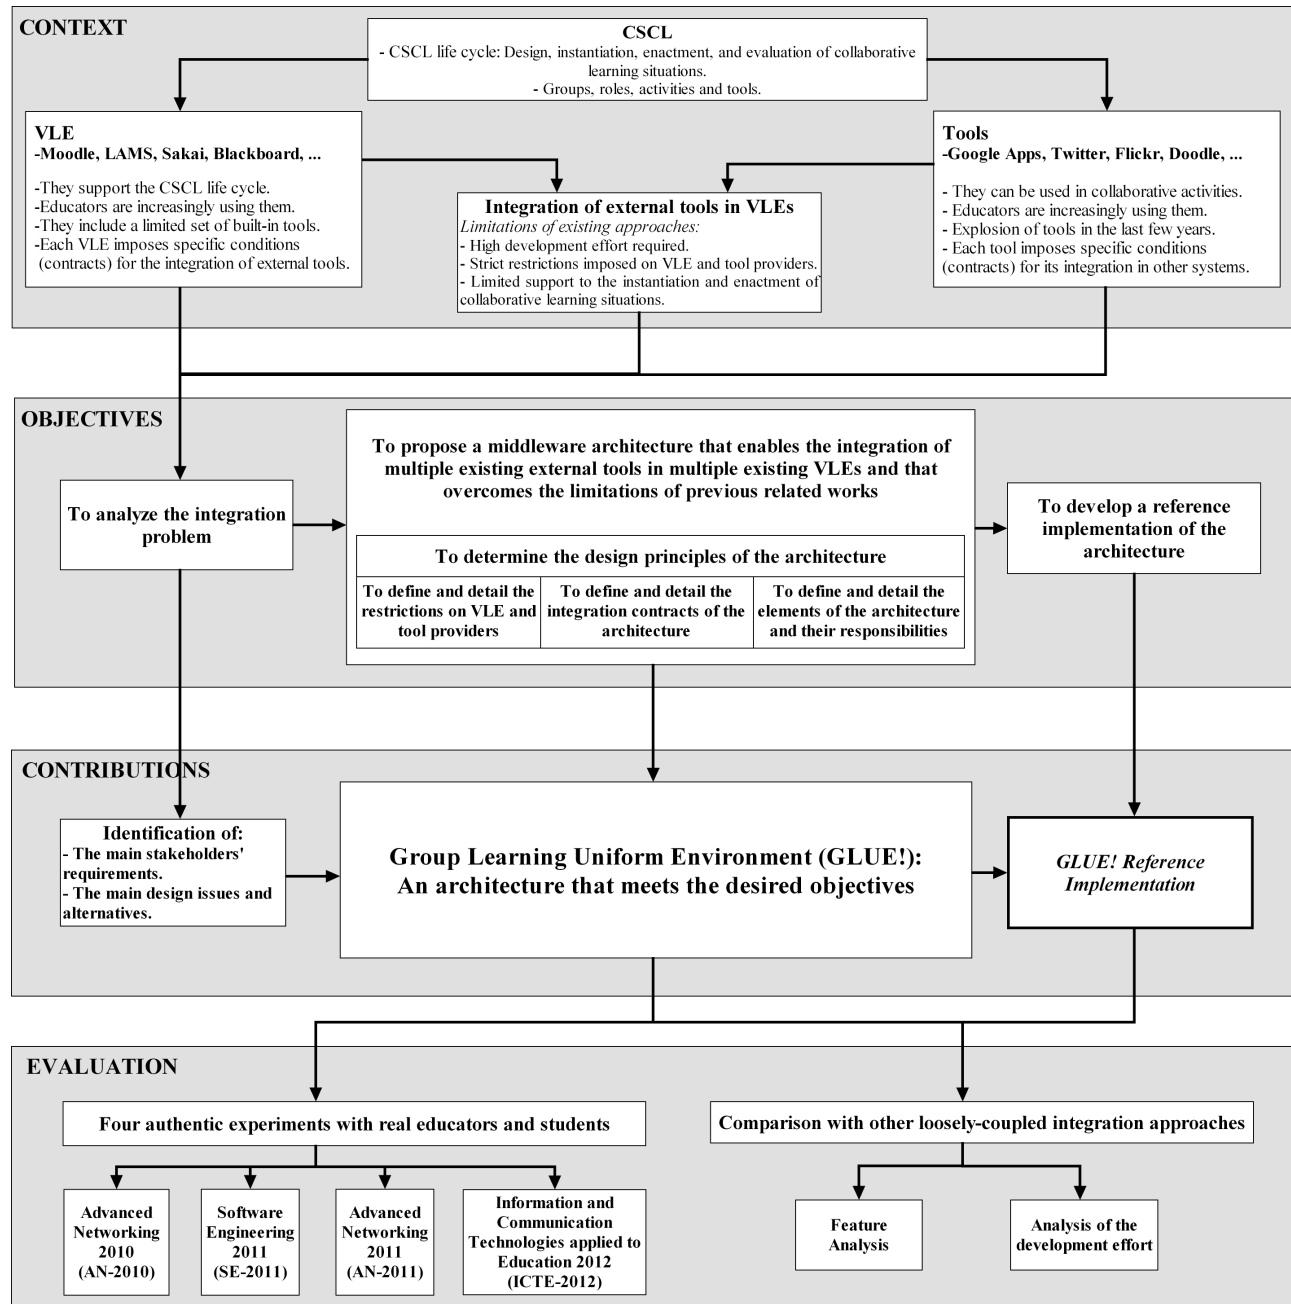 CONTEXT
CSCL
- CSCL life cycle: Design, instantiation, enactment, and evaluation of collaborative
learning situations.
- Groups, roles, activities and tools.
VLE
-Moodle, LAMS, Sakai, Blackboard, ...
-They support the CSCL life cycle.
-Educators are increasingly using them.
-They include a limited set of built-in tools.
-Each VLE imposes specific conditions
(contracts) for the integration of external tools.
Integration of external tools in VLEs
Limitations of existing approaches:
- High development effort required.
- Strict restrictions imposed on VLE and tool providers.
- Limited support to the instantiation and enactment of
collaborative learning situations.
Tools
-Google Apps, Twitter, Flickr, Doodle, ...
- They can be used in collaborative activities.
- Educators are increasingly using them.
- Explosion of tools in the last few years.
- Each tool imposes specific conditions
(contracts) for its integration in other systems.
OBJECTIVES
To analyze the integration
problem
To propose a middleware architecture that enables the integration of
multiple existing external tools in multiple existing VLEs and that
overcomes the limitations of previous related works
To determine the design principles of the architecture
To define and detail the
restrictions on VLE and
tool providers
To define and detail the
integration contracts of the
architecture
To define and detail the
elements of the architecture
and their responsibilities
To develop a reference
implementation of the
architecture
CONTRIBUTIONS
Identification of:
- The main stakeholders'
requirements.
- The main design issues and
alternatives.
Group Learning Uniform Environment (GLUE!):
An architecture that meets the desired objectives
GLUE! Reference
Implementation
EVALUATION
Four authentic experiments with real educators and students
Advanced
Networking
2010
(AN-2010)
Software
Engineering
2011
(SE-2011)
Advanced
Networking
2011
(AN-2011)
Information and
Communication
Technologies applied to
Education 2012
(ICTE-2012)
Comparison with other loosely-coupled integration approaches
Feature
Analysis
Analysis of the
development effort